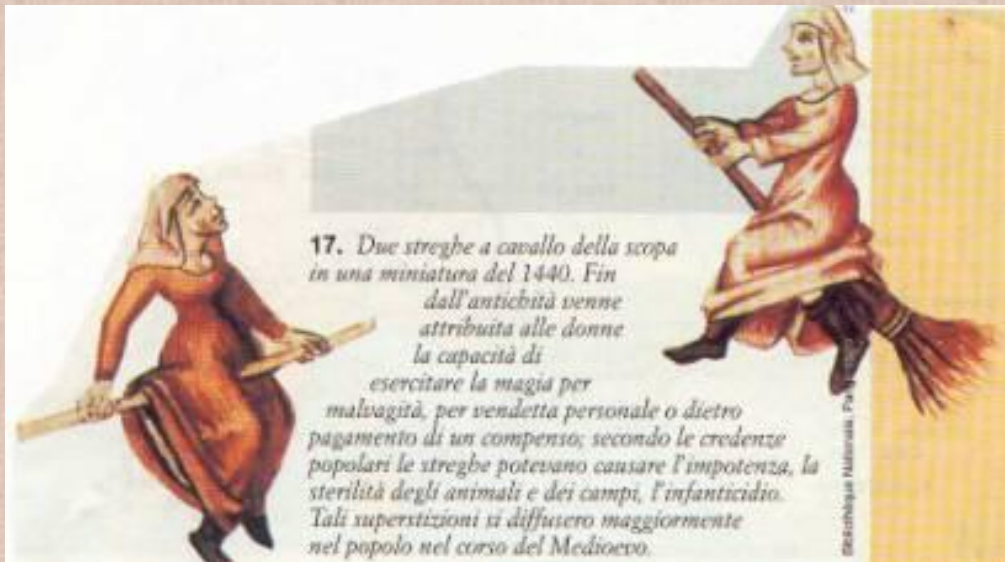 17. Due streghe a cavallo della scopa
in una miniatura del 1440. Fin
dall'antichità venne
attribuita alle donne
la capacità di
esercitare la magia per
malvagità, per vendetta personale o dietro
pagamento di un compenso; secondo le credenze
popolari le streghe potevano causare l'impotenza, la
sterilità degli animali e dei campi, l'infanticidio.
Tali superstizioni si diffusero maggiormente
nel popolo nel corso del Medioevo.
Bibliothèque Nationale